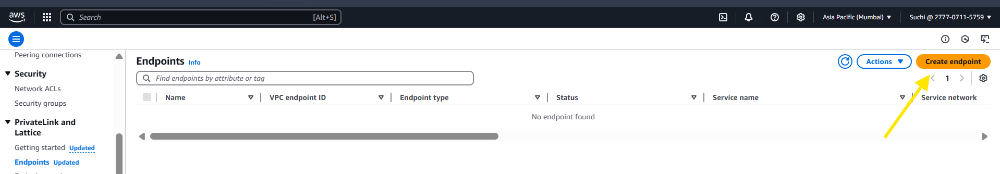 aws
Search [Alt+S] Asia Pacific (Mumbai) Suchi @ 2777-0711-5759
Peering connections
Security
Network ACLs
Security groups
PrivateLink and
Lattice
Getting started Updated
Endpoints Updated
Endpoints Info Actions Create endpoint
Find endpoints by attribute or tag 1
Name VPC endpoint ID Endpoint type Status Service name Service network
No endpoint found